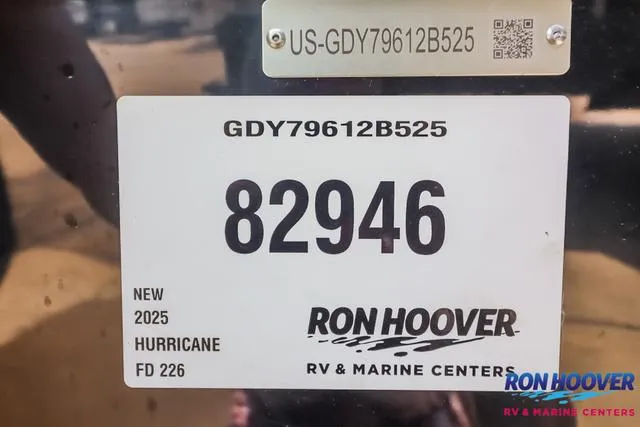 US-GDY79612B525
GDY79612B525
82946
NEW
2025
HURRICANE
FD 226
RON HOOVER
RV & MARINE CENTERS
RON HOOVER
RV & MARINE CENTERS